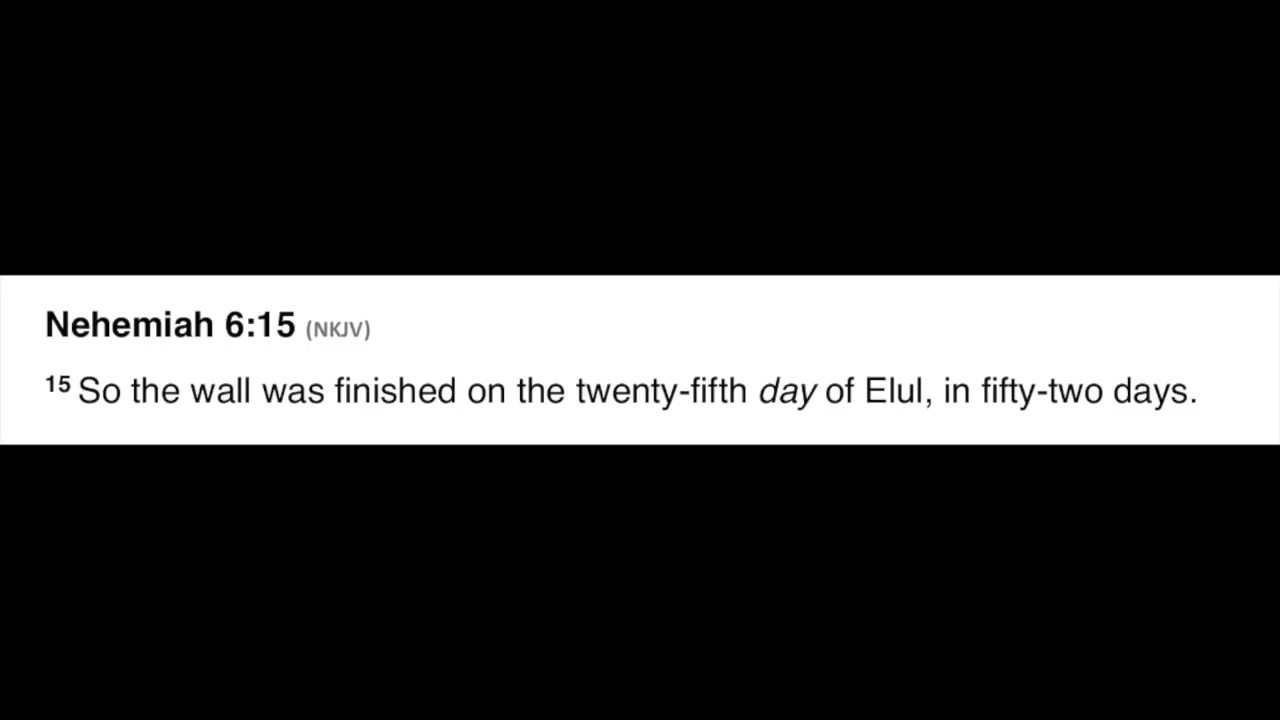 Nehemiah 6:15 (NKJV)
15 So the wall was finished on the twenty-fifth day of Elul, in fifty-two days.